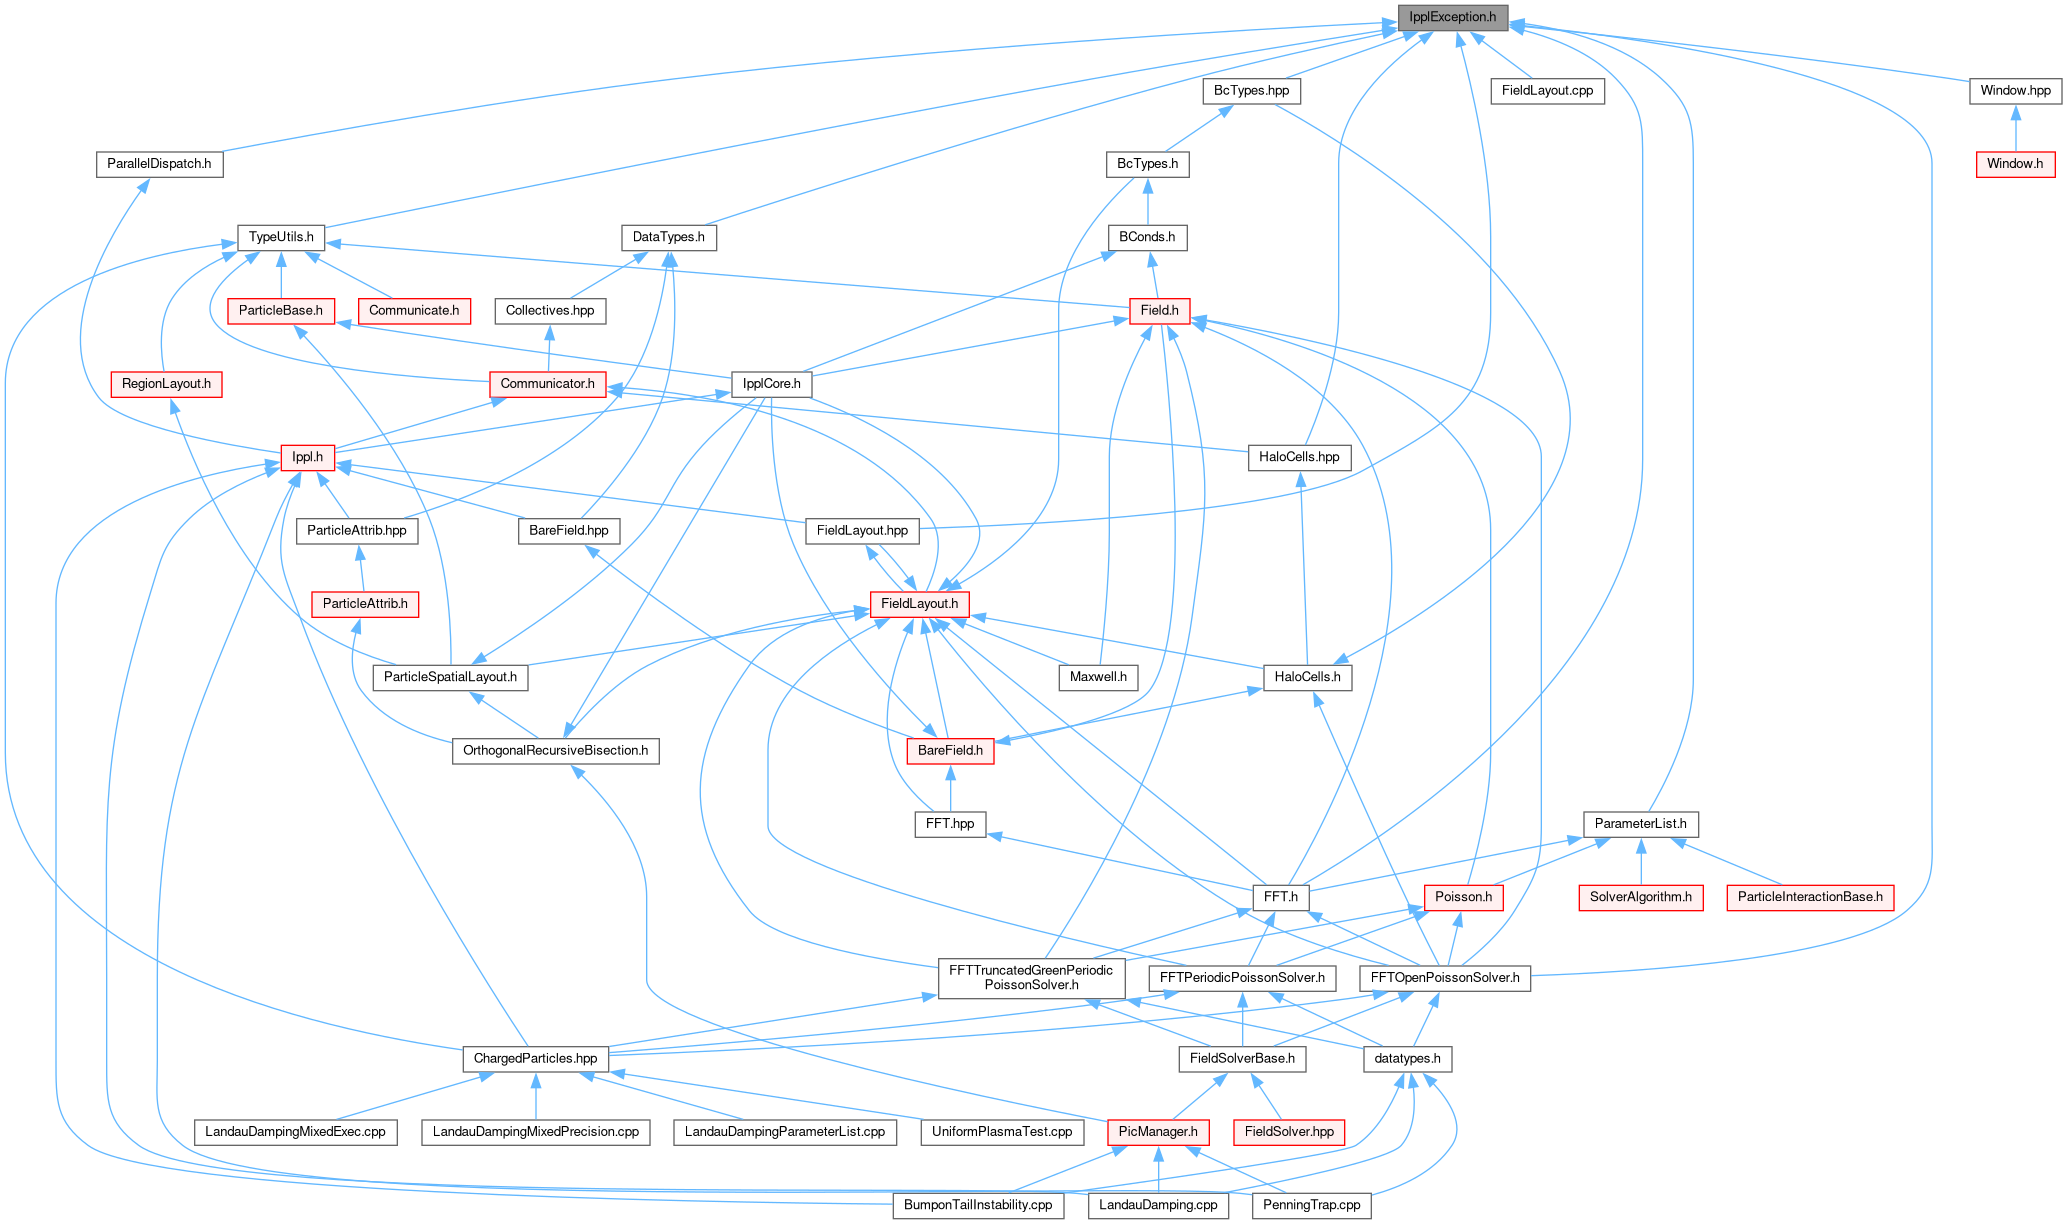 IpplException.h
BcTypes.hpp
FieldLayout.cpp
Window.hpp
ParallelDispatch.h
BcTypes.h
Window.h
TypeUtils.h
DataTypes.h
BConds.h
ParticleBase.h
Communicate.h
Collectives.hpp
Field.h
RegionLayout.h
Communicator.h
IpplCore.h
Ippl.h
HaloCells.hpp
ParticleAttrib.hpp
BareField.hpp
FieldLayout.hpp
ParticleAttrib.h
FieldLayout.h
ParticleSpatialLayout.h
Maxwell.h
HaloCells.h
OrthogonalRecursiveBisection.h
BareField.h
FFT.hpp
ParameterList.h
FFT.h
Poisson.h
SolverAlgorithm.h
ParticleInteractionBase.h
FFTTruncatedGreenPeriodic
PoissonSolver.h
FFTPeriodicPoissonSolver.h
FFTOpenPoissonSolver.h
ChargedParticles.hpp
FieldSolverBase.h
datatypes.h
LandauDampingMixedExec.cpp
LandauDampingMixedPrecision.cpp
LandauDampingParameterList.cpp
UniformPlasmaTest.cpp
PicManager.h
FieldSolver.hpp
BumponTailInstability.cpp
LandauDamping.cpp
PenningTrap.cpp